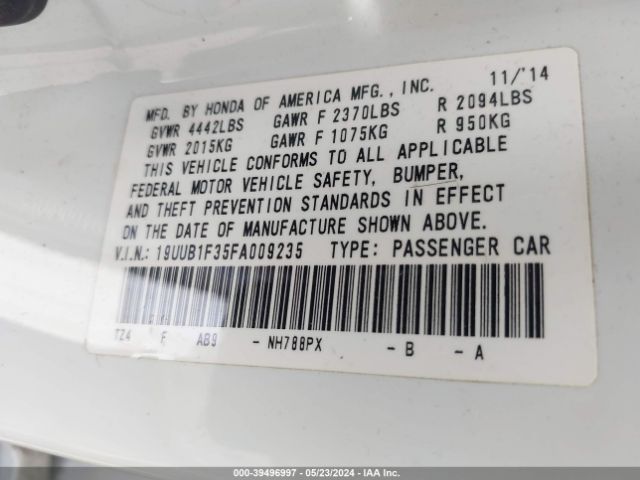 MFD. BY HONDA OF AMERICA MFG., INC. 11/'14
GVWR 4442LBS GAWR F 2370LBS R 2094LBS
GVWR 2015KG GAWR F 1075KG R 950KG
THIS VEHICLE CONFORMS TO ALL APPLICABLE
FEDERAL MOTOR VEHICLE SAFETY, BUMPER,
AND THEFT PREVENTION STANDARDS IN EFFECT
ON THE DATE OF MANUFACTURE SHOWN ABOVE.
V.I.N.: 19UUB1F35FA009235 TYPE: PASSENGER CAR
TZ4 F AB9 - NH788PX - B - A
000-39496997 - 05/23/2024 - IAA Inc.